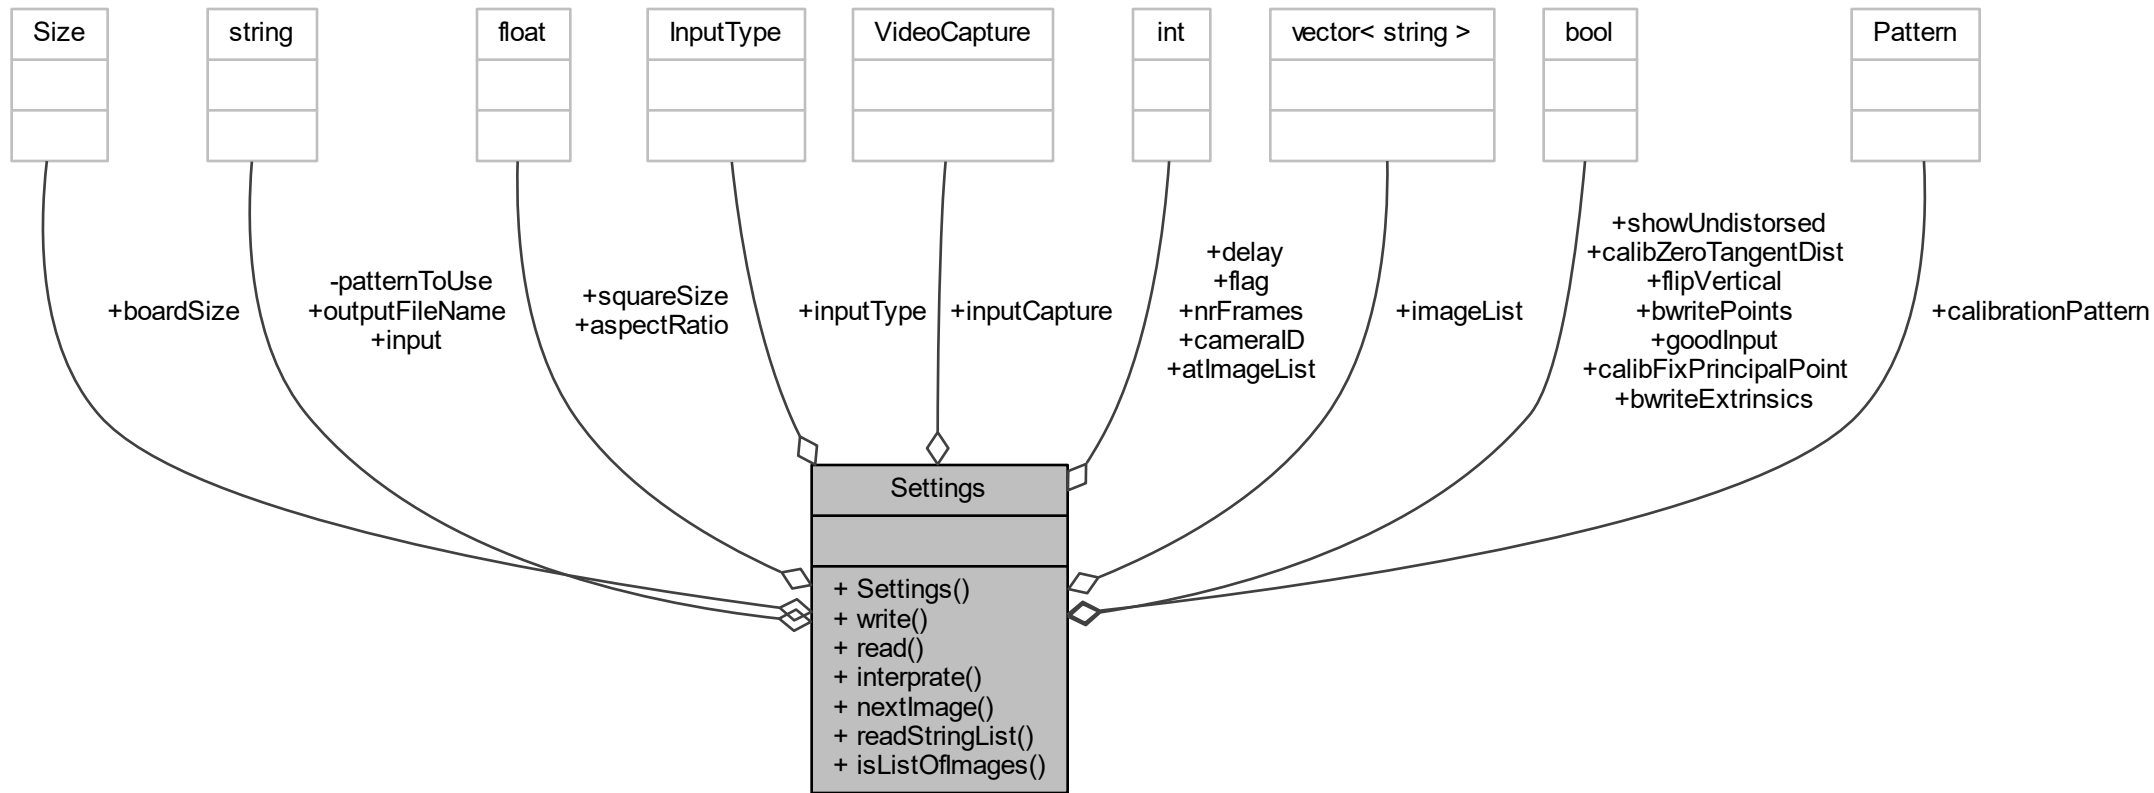 Size
string
float
InputType
VideoCapture
int
vector< string >
bool
Pattern
+boardSize
-patternToUse
+outputFileName
+input
+squareSize
+aspectRatio
+inputType
+inputCapture
+delay
+flag
+nrFrames
+cameraID
+atImageList
+imageList
+showUndistorsed
+calibZeroTangentDist
+flipVertical
+bwritePoints
+goodInput
+calibFixPrincipalPoint
+bwriteExtrinsics
+calibrationPattern
Settings
+ Settings()
+ write()
+ read()
+ interprate()
+ nextImage()
+ readStringList()
+ isListOfImages()